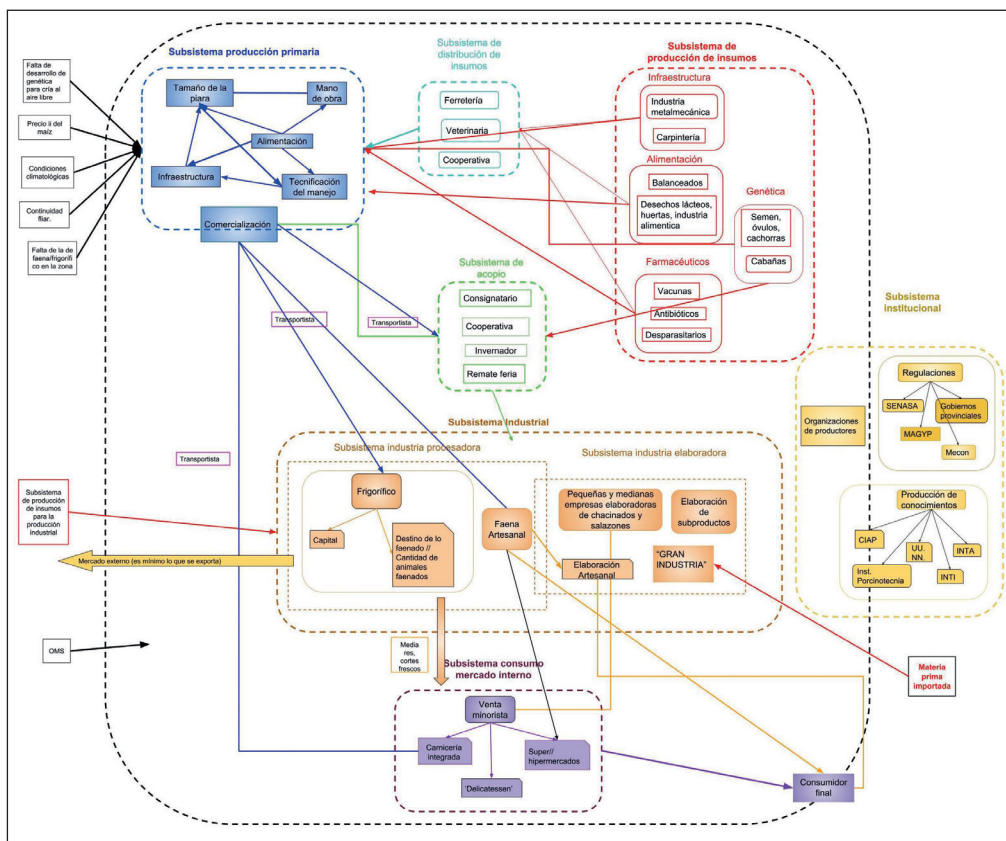 Falta de
desarrollo de
genética
para cría al
aire libre
Precio ii del
maíz
Condiciones
climatológicas
Continuidad
fliar.
Falta de la de
faena/frigorífi
co en la zona
Subsistema producción primaria
Tamaño de la
piara
Mano
de obra
Alimentación
Infraestructura
Tecnificación
del manejo
Comercialización
Subsistema
de
distribución de
insumos
Ferretería
Veterinaria
Cooperativa
Subsistema de
producción de insumos
Infraestructura
Industria
metalmecánica
Carpintería
Alimentación
Balanceados
Desechos lácteos,
huertas, industria
alimentica
Genética
Semen,
óvulos,
cachorras
Cabañas
Farmacéuticos
Vacunas
Antibióticos
Desparasitarios
Subsistema de
acopio
Consignatario
Cooperativa
Invernador
Remate feria
Transportista
Transportista
Transportista
Subsistema
institucional
Organizaciones
de productores
Regulaciones
SENASA
Gobiernos
provinciales
MAGYP
Mecon
Producción de
conocimientos
CIAP
UU.
NN.
INTA
Inst.
Porcinotecnia
INTI
Subsistema Industrial
Subsistema industria procesadora
Subsistema industria elaboradora
Frigorífico
Capital
Destino de lo
faenado //
Cantidad de
animales
faenados
Faena
Artesanal
Pequeñas y medianas
empresas elaboradoras
de chacinados y
salazones
Elaboración de
subproductos
Elaboración
Artesanal
"GRAN
INDUSTRIA"
Subsistema
de producción
de insumos
para la
producción
industrial
Mercado externo (es mínimo lo que se exporta)
OMS
Media
res, cortes
frescos
Materia
prima
importada
Subsistema consumo
mercado interno
Venta
minorista
Carnicería
integrada
Super//
hipermercados
'Delicatessen'
Consumidor
final